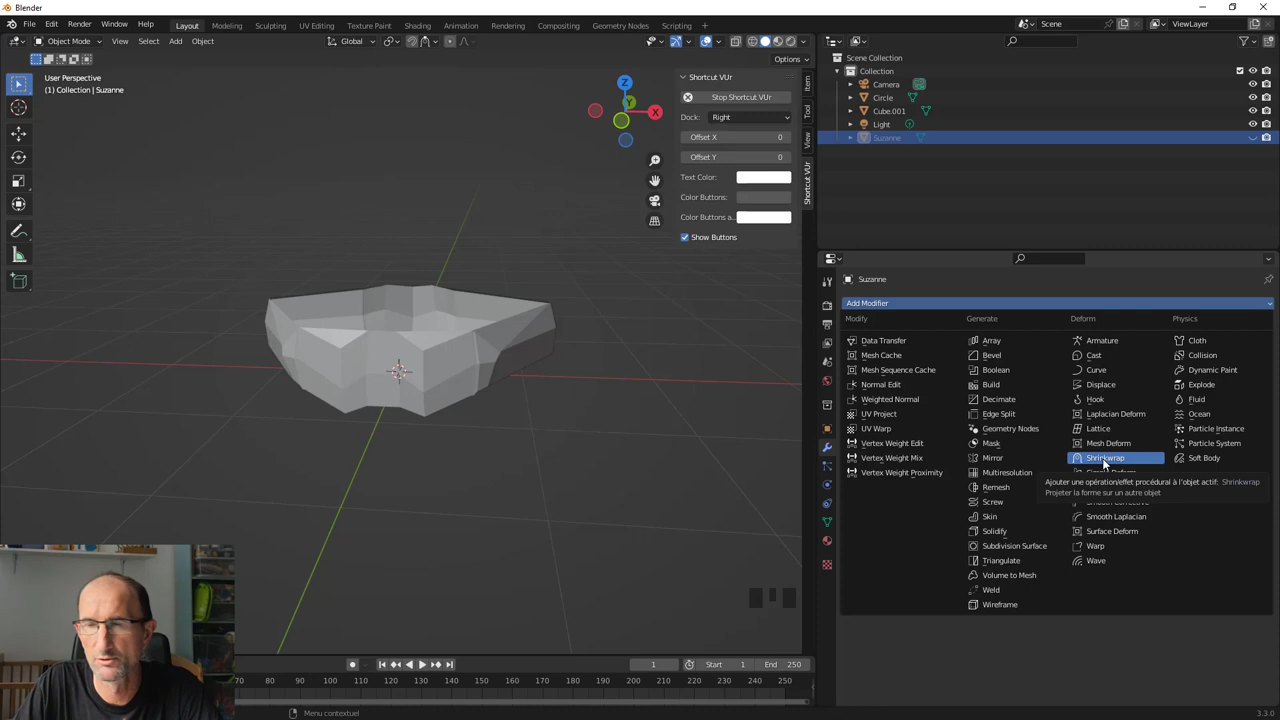 Blender
File Edit Render Window Help Layout Modeling Sculpting UV Editing Texture Paint Shading Animation Rendering Compositing Geometry Nodes Scripting + Scene ViewLayer
Object Mode View Select Add Object Global
Options
User Perspective
(1) Collection | Suzanne
Z
Y
X
Shortcut VUr
Stop Shortcut VUr
Dock: Right
Offset X 0
Offset Y 0
Text Color:
Color Buttons:
Color Buttons a...
Show Buttons
Item
Tool
View
Shortcut VUr
Scene Collection
Collection
Camera
Circle
Cube.001
Light
Suzanne
Suzanne
Add Modifier
Modify
Data Transfer
Mesh Cache
Mesh Sequence Cache
Normal Edit
Weighted Normal
UV Project
UV Warp
Vertex Weight Edit
Vertex Weight Mix
Vertex Weight Proximity
Generate
Array
Bevel
Boolean
Build
Decimate
Edge Split
Geometry Nodes
Mask
Mirror
Multiresolution
Remesh
Screw
Skin
Solidify
Subdivision Surface
Triangulate
Volume to Mesh
Weld
Wireframe
Deform
Armature
Cast
Curve
Displace
Hook
Laplacian Deform
Lattice
Mesh Deform
Shrinkwrap
Ajouter une opération/effet procédural à l'objet actif: Shrinkwrap
Projeter la forme sur un autre objet
Smooth Laplacian
Surface Deform
Warp
Wave
Physics
Cloth
Collision
Dynamic Paint
Explode
Fluid
Ocean
Particle Instance
Particle System
Soft Body
1 Start 1 End 250
70 80 90 100 110 120 130 140 150 160 170 180 190 200 210 220 230 240 250
Menu contextuel
3.3.0